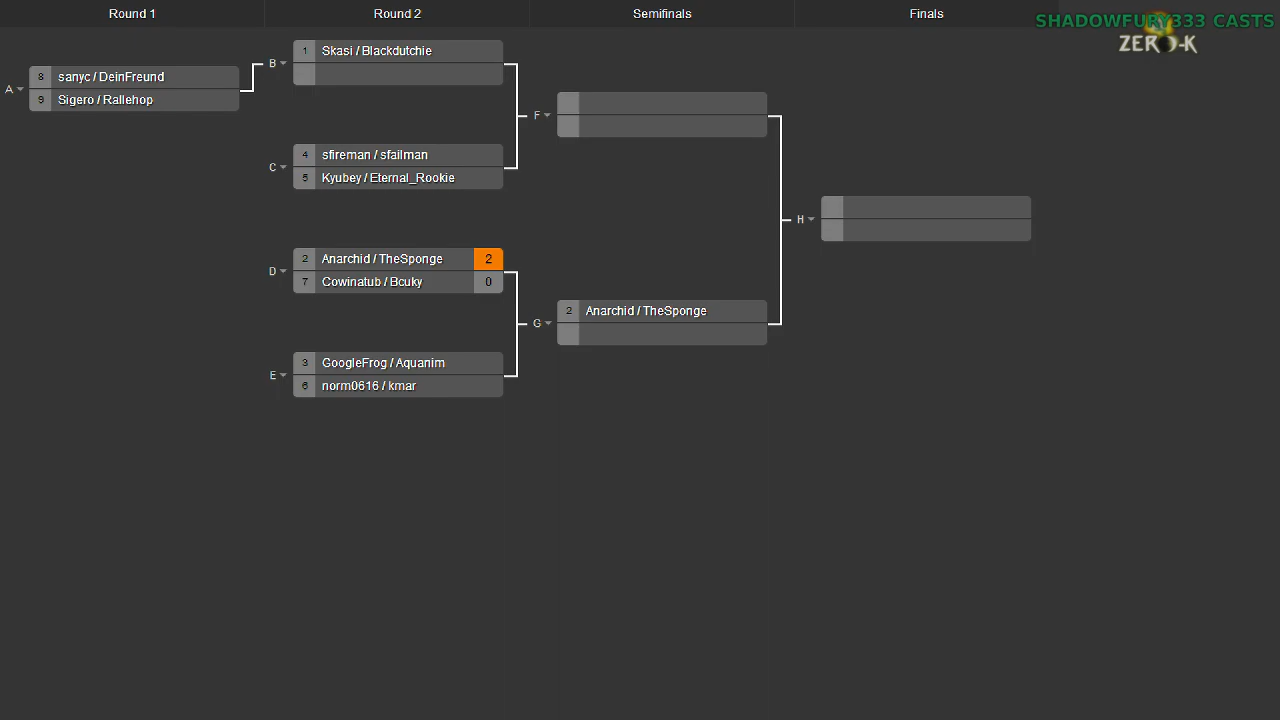 Round 1
Round 2
Semifinals
Finals
SHADOWFURY333 CASTS
ZERO-K
A
8 sanyc / DeinFreund
9 Sigero / Rallehop
B
1 Skasi / Blackdutchie
C
4 sfireman / sfailman
5 Kyubey / Eternal_Rookie
D
2 Anarchid / TheSponge 2
7 Cowinatub / Bcuky 0
E
3 GoogleFrog / Aquanim
6 norm0616 / kmar
F
G
2 Anarchid / TheSponge
H